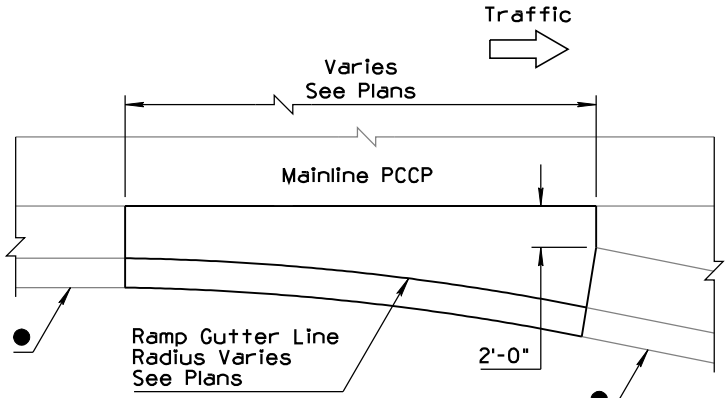 Traffic
Varies
See Plans
Mainline PCCP
Ramp Gutter Line
Radius Varies
See Plans
2'-0"